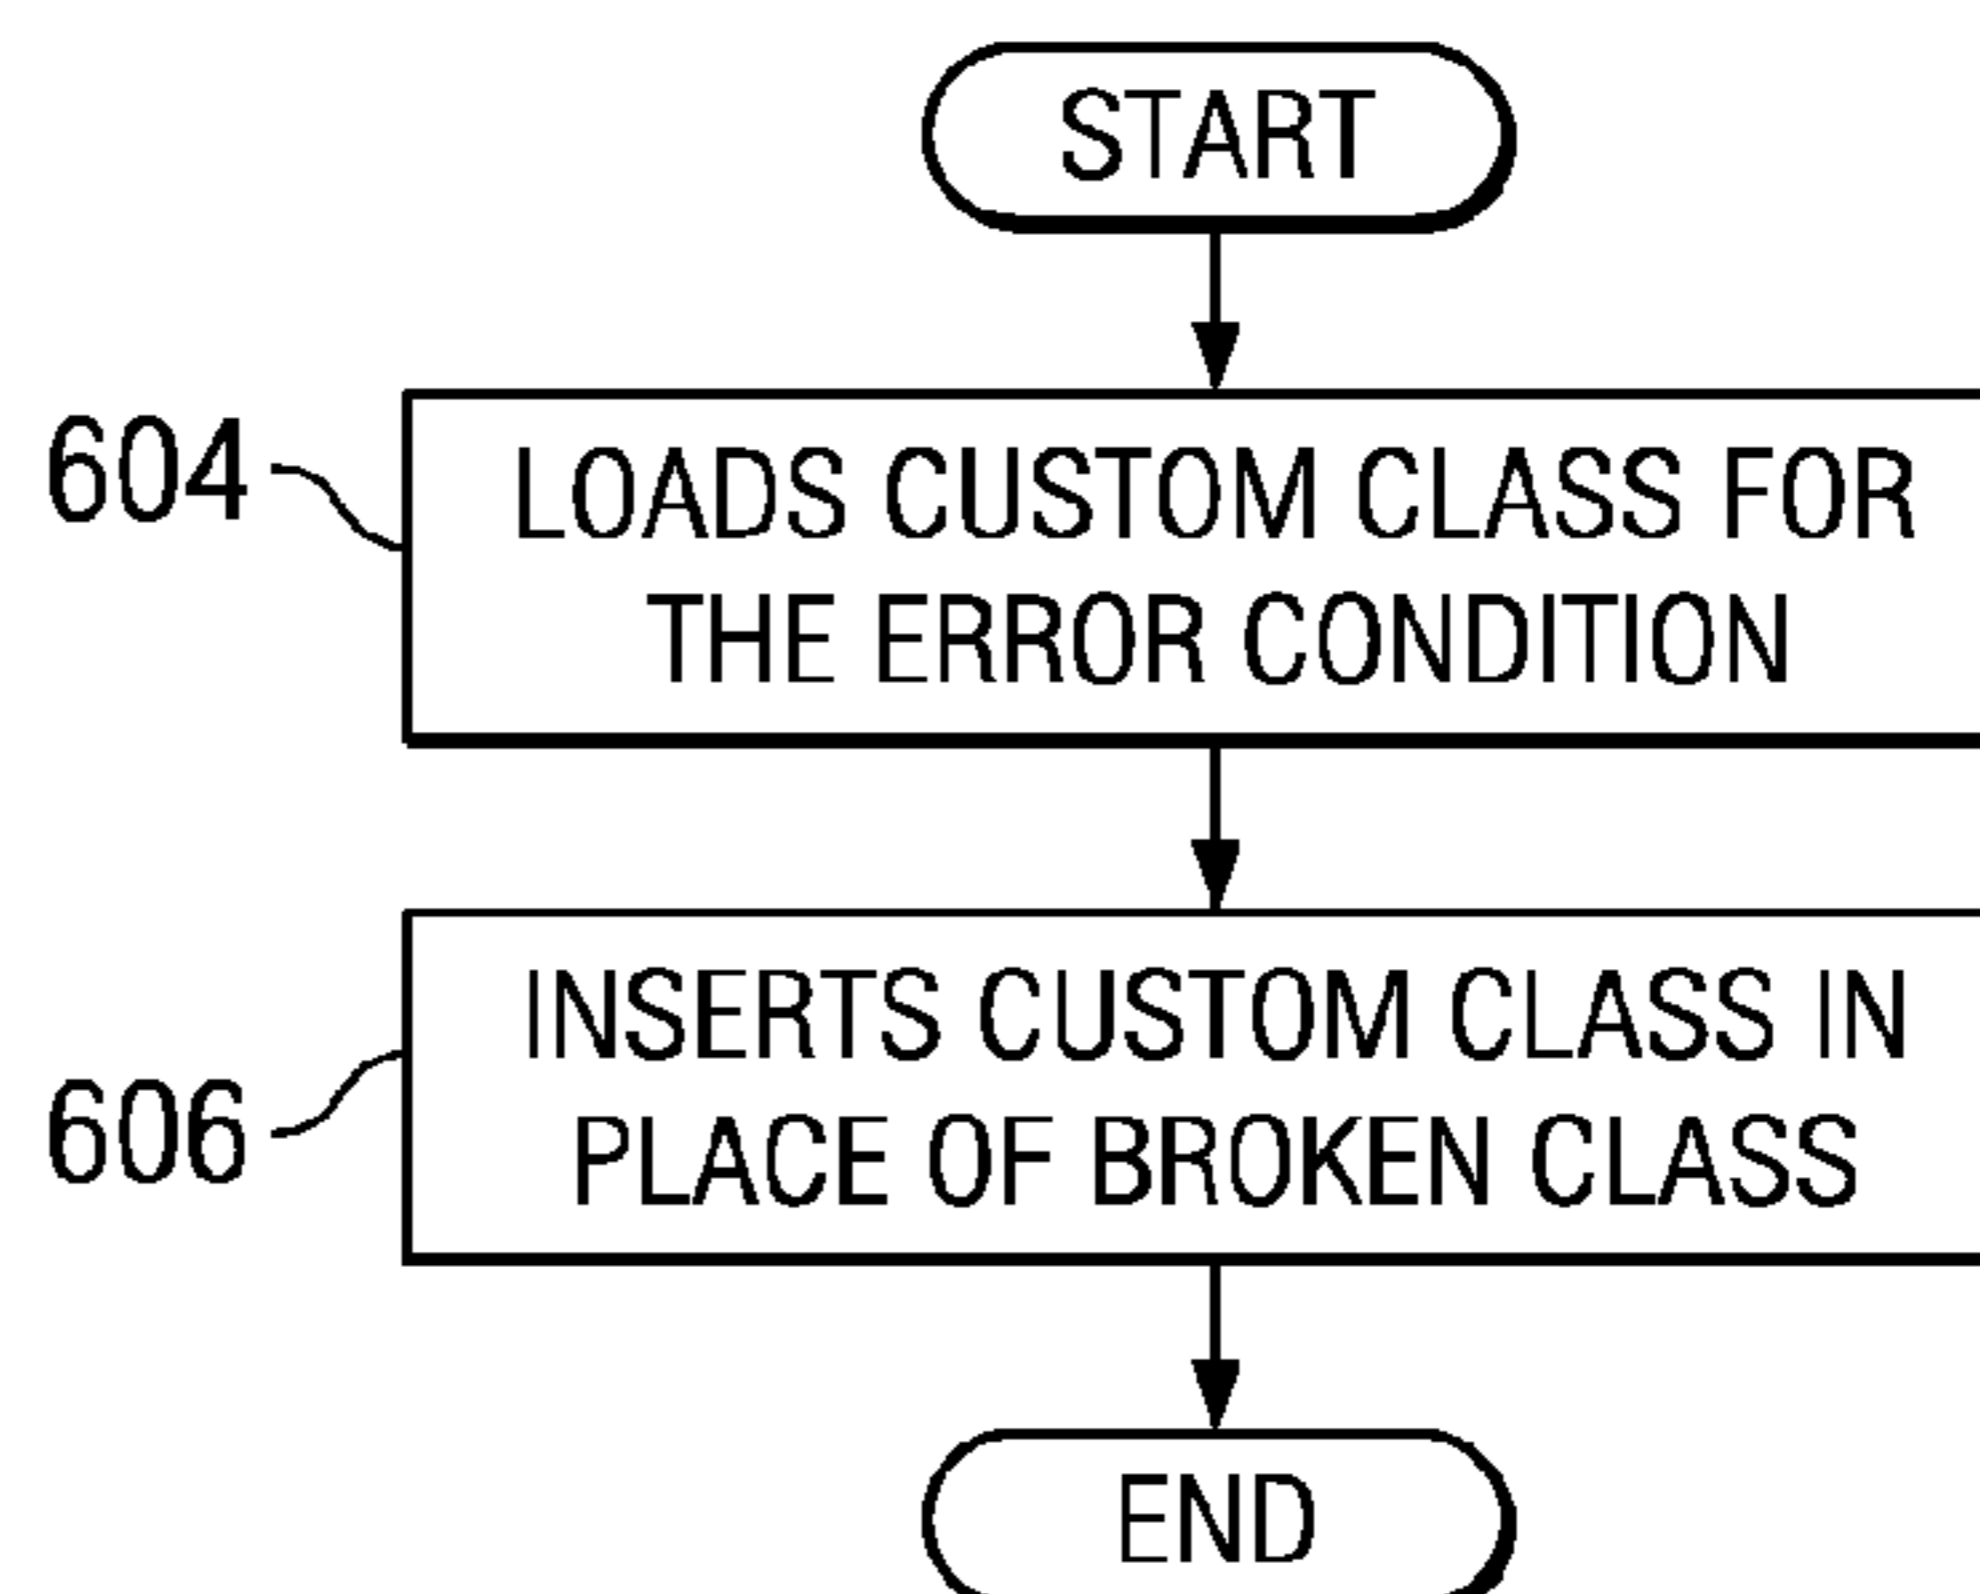 START
604
LOADS CUSTOM CLASS FOR
THE ERROR CONDITION
606
INSERTS CUSTOM CLASS IN
PLACE OF BROKEN CLASS
END